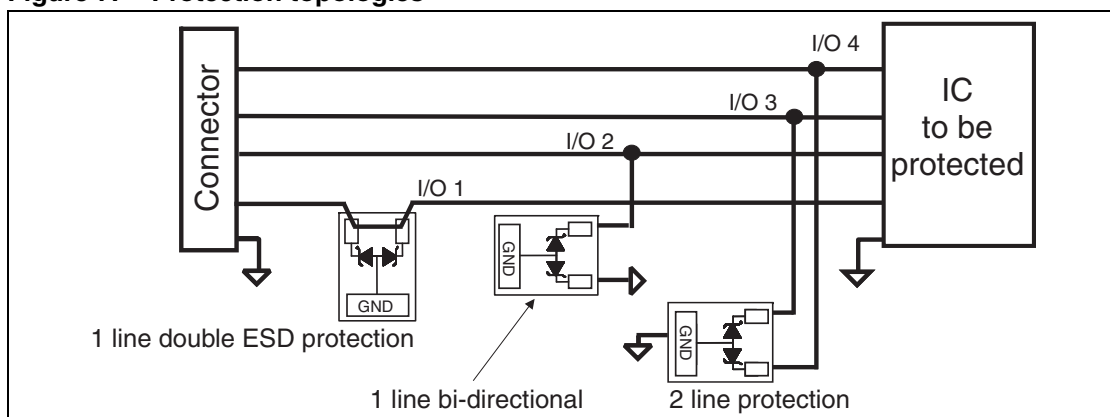 I/O 4
IC
to be
protected
Connector
I/O 3
I/O 2
I/O 1
GND
GND
GND
1 line double ESD protection
1 line bi-directional
2 line protection